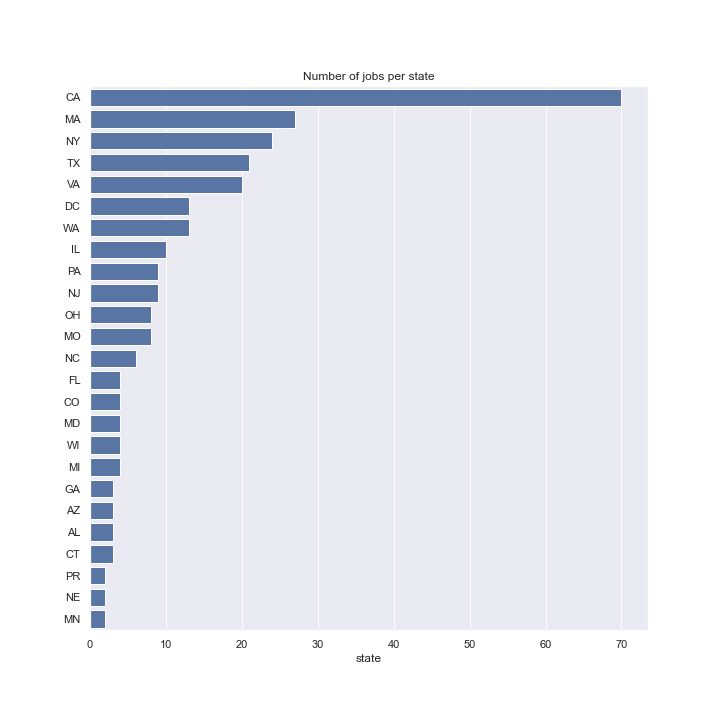 Number of jobs per state
CA
MA
NY
TX
VA
DC
WA
IL
PA
NJ
OH
MO
NC
FL
CO
MD
WI
MI
GA
AZ
AL
CT
PR
NE
MN
0 10 20 30 40 50 60 70
state